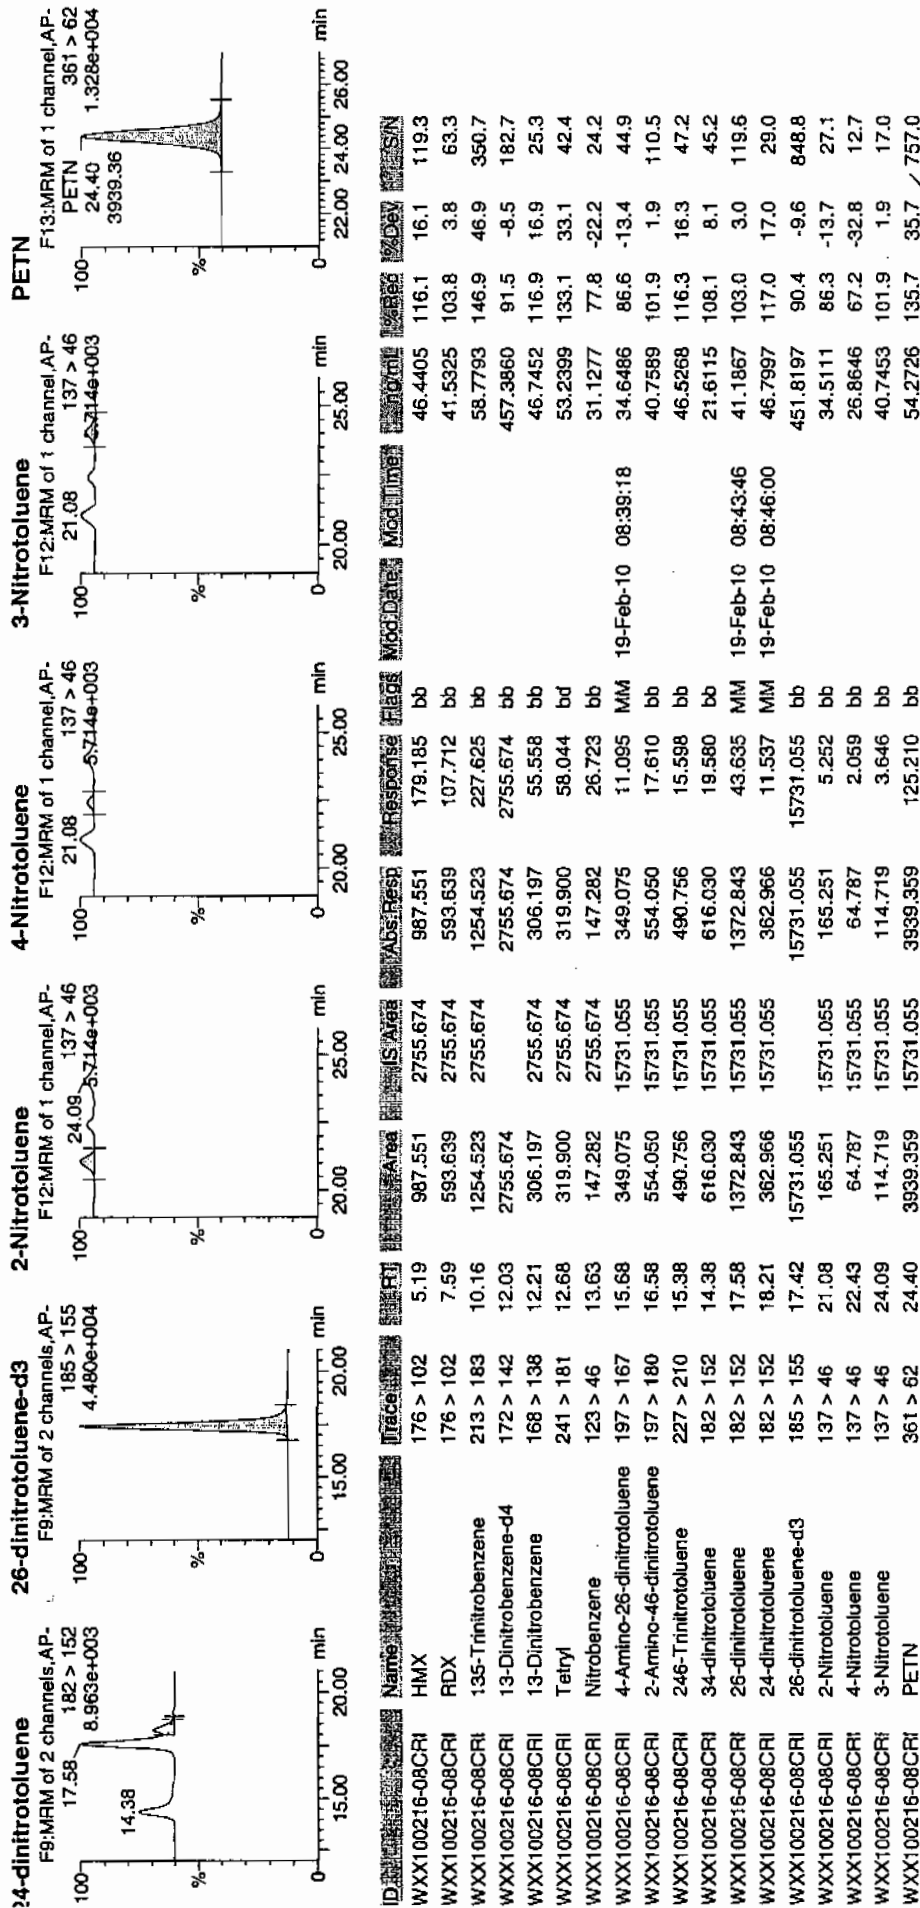 24-dinitrotoluene
F9:MRM of 2 channels,AP-
182 > 152
8.963e+003
17.58
14.38
100
%
0
15.00 20.00 min
26-dinitrotoluene-d3
F9:MRM of 2 channels,AP-
185 > 155
4.480e+004
100
%
0
15.00 20.00 min
2-Nitrotoluene
F12:MRM of 1 channel,AP-
137 > 46
24.09
5.714e+003
100
%
0
20.00 25.00 min
4-Nitrotoluene
F12:MRM of 1 channel,AP-
137 > 46
21.08
5.714e+003
100
%
0
20.00 25.00 min
3-Nitrotoluene
F12:MRM of 1 channel,AP-
137 > 46
21.08
5.714e+003
100
%
0
20.00 25.00 min
PETN
F13:MRM of 1 channel,AP-
PETN 361 > 62
24.40 1.328e+004
3939.36
100
%
0
22.00 24.00 26.00 min
ID Name Trace RT Area IS Area Abs.Resp Response Flags Mod.Date Mod.Time ng/mL %Rec %Dev S/N
WXX100216-08CRI HMX 176 > 102 5.19 987.551 2755.674 987.551 179.185 bb 46.4405 116.1 16.1 119.3
WXX100216-08CRI RDX 176 > 102 7.59 593.639 2755.674 593.639 107.712 bb 41.5325 103.8 3.8 63.3
WXX100216-08CRI 135-Trinitrobenzene 213 > 183 10.16 1254.523 2755.674 1254.523 227.625 bb 58.7793 146.9 46.9 350.7
WXX100216-08CRI 13-Dinitrobenzene-d4 172 > 142 12.03 2755.674 2755.674 2755.674 bb 457.3860 91.5 -8.5 182.7
WXX100216-08CRI 13-Dinitrobenzene 168 > 138 12.21 306.197 2755.674 306.197 55.558 bb 46.7452 116.9 16.9 25.3
WXX100216-08CRI Tetryl 241 > 181 12.68 319.900 2755.674 319.900 58.044 bd 53.2399 133.1 33.1 42.4
WXX100216-08CRI Nitrobenzene 123 > 46 13.63 147.282 2755.674 147.282 26.723 bb 31.1277 77.8 -22.2 24.2
WXX100216-08CRI 4-Amino-26-dinitrotoluene 197 > 167 15.68 349.075 15731.055 349.075 11.095 MM 19-Feb-10 08:39:18 34.6486 86.6 -13.4 44.9
WXX100216-08CRI 2-Amino-46-dinitrotoluene 197 > 180 16.58 554.050 15731.055 554.050 17.610 bb 40.7589 101.9 1.9 110.5
WXX100216-08CRI 246-Trinitrotoluene 227 > 210 15.38 490.756 15731.055 490.756 15.598 bb 46.5268 116.3 16.3 47.2
WXX100216-08CRI 34-dinitrotoluene 182 > 152 14.38 616.030 15731.055 616.030 19.580 bb 21.6115 108.1 8.1 45.2
WXX100216-08CRI 26-dinitrotoluene 182 > 152 17.58 1372.843 15731.055 1372.843 43.635 MM 19-Feb-10 08:43:46 41.1867 103.0 3.0 119.6
WXX100216-08CRI 24-dinitrotoluene 182 > 152 18.21 362.966 15731.055 362.966 11.537 MM 19-Feb-10 08:46:00 46.7997 117.0 17.0 29.0
WXX100216-08CRI 26-dinitrotoluene-d3 185 > 155 17.42 15731.055 15731.055 15731.055 bb 451.8197 90.4 -9.6 848.8
WXX100216-08CRI 2-Nitrotoluene 137 > 46 21.08 165.251 15731.055 165.251 5.252 bb 34.5111 86.3 -13.7 27.1
WXX100216-08CRI 4-Nitrotoluene 137 > 46 22.43 64.787 15731.055 64.787 2.059 bb 26.8646 67.2 -32.8 12.7
WXX100216-08CRI 3-Nitrotoluene 137 > 46 24.09 114.719 15731.055 114.719 3.646 bb 40.7453 101.9 1.9 17.0
WXX100216-08CRI PETN 361 > 62 24.40 3939.359 15731.055 3939.359 125.210 bb 54.2726 135.7 35.7 757.0